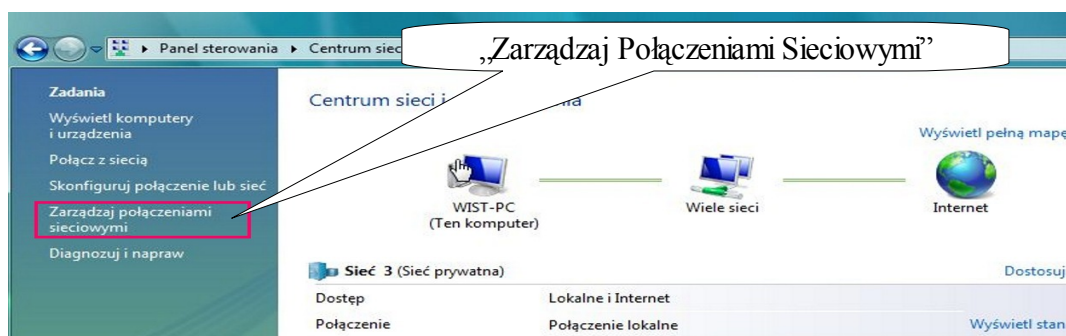 „Zarządzaj Połączeniami Sieciowymi”
Panel sterowania Centrum siec
Zadania
Wyświetl komputery
i urządzenia
Połącz z siecią
Skonfiguruj połączenie lub sieć
Zarządzaj połączeniami
sieciowymi
Diagnozuj i napraw
Centrum sieci i
Wyświetl pełną mapę
WIST-PC
(Ten komputer)
Wiele sieci
Internet
Sieć 3 (Sieć prywatna)
Dostosuj
Dostęp Lokalne i Internet
Połączenie Połączenie lokalne
Wyświetl stan